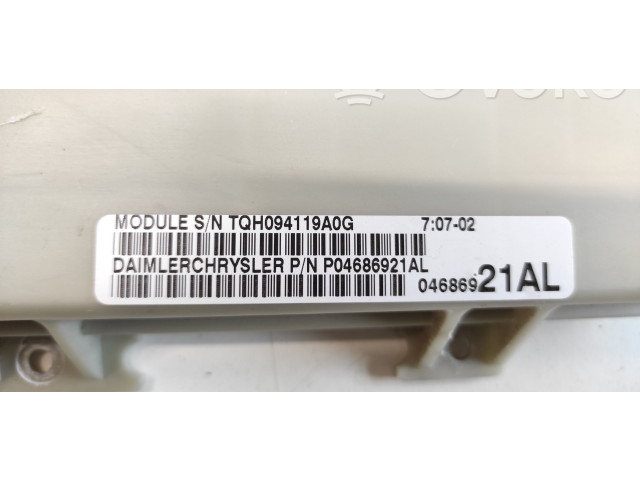 MODULE S/N TQH094119A0G 7:07-02
DAIMLERCHRYSLER P/N P04686921AL
04686921AL